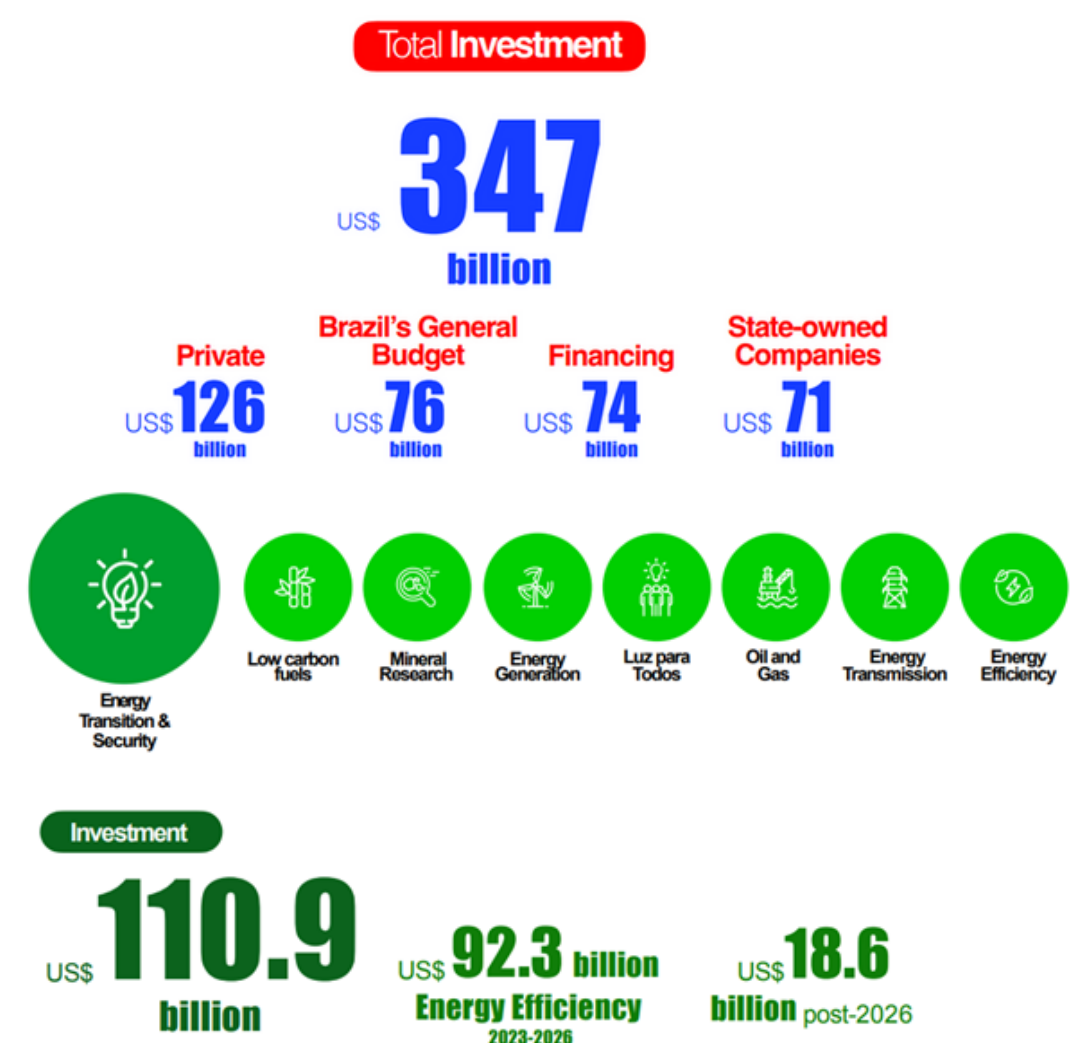 Total Investment
US$ 347
billion
Private
US$ 126
billion
Brazil's General
Budget
US$ 76
billion
Financing
US$ 74
billion
State-owned
Companies
US$ 71
billion
Energy
Transition &
Security
Low carbon
fuels
Mineral
Research
Energy
Generation
Luz para
Todos
Oil and
Gas
Energy
Transmission
Energy
Efficiency
Investment
US$ 110.9
billion
US$ 92.3 billion
Energy Efficiency
2023-2026
US$ 18.6
billion post-2026